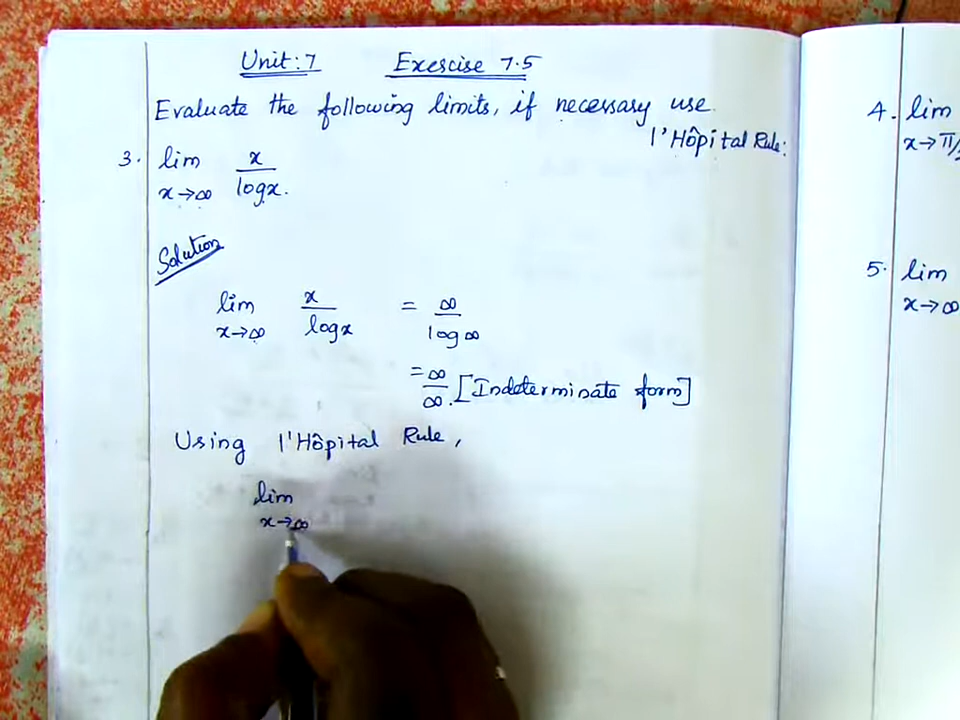 Unit:7 Exercise 7.5
Evaluate the following limits, if necessary use
l'Hôpital Rule:
3. lim x→∞ x/logx.
Solution
lim x→∞ x/logx = ∞/log∞
= ∞/∞. [Indeterminate form]
Using l'Hôpital Rule,
lim x→∞
4. lim
5. lim x→∞